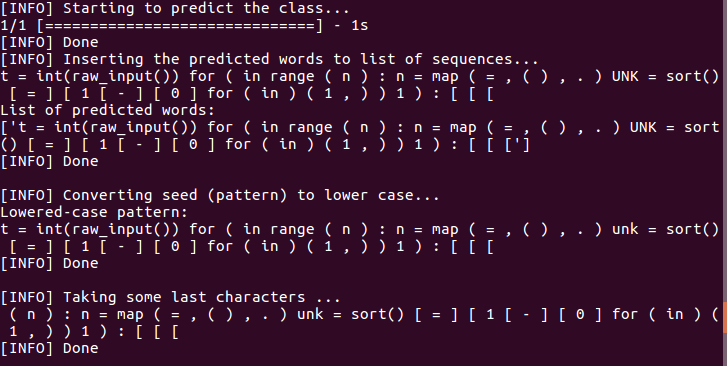 [INFO] Starting to predict the class...
1/1 [==============================] - 1s
[INFO] Done
[INFO] Inserting the predicted words to list of sequences...
t = int(raw_input()) for ( in range ( n ) : n = map ( = , ( ) , . ) UNK = sort()
[ = ] [ 1 [ - ] [ 0 ] for ( in ) ( 1 , ) ) 1 ) : [ [ [
List of predicted words:
['t = int(raw_input()) for ( in range ( n ) : n = map ( = , ( ) , . ) UNK = sort
() [ = ] [ 1 [ - ] [ 0 ] for ( in ) ( 1 , ) ) 1 ) : [ [ [']
[INFO] Done
[INFO] Converting seed (pattern) to lower case...
Lowered-case pattern:
t = int(raw_input()) for ( in range ( n ) : n = map ( = , ( ) , . ) unk = sort()
[ = ] [ 1 [ - ] [ 0 ] for ( in ) ( 1 , ) ) 1 ) : [ [ [
[INFO] Done
[INFO] Taking some last characters ...
( n ) : n = map ( = , ( ) , . ) unk = sort() [ = ] [ 1 [ - ] [ 0 ] for ( in ) (
1 , ) ) 1 ) : [ [ [
[INFO] Done